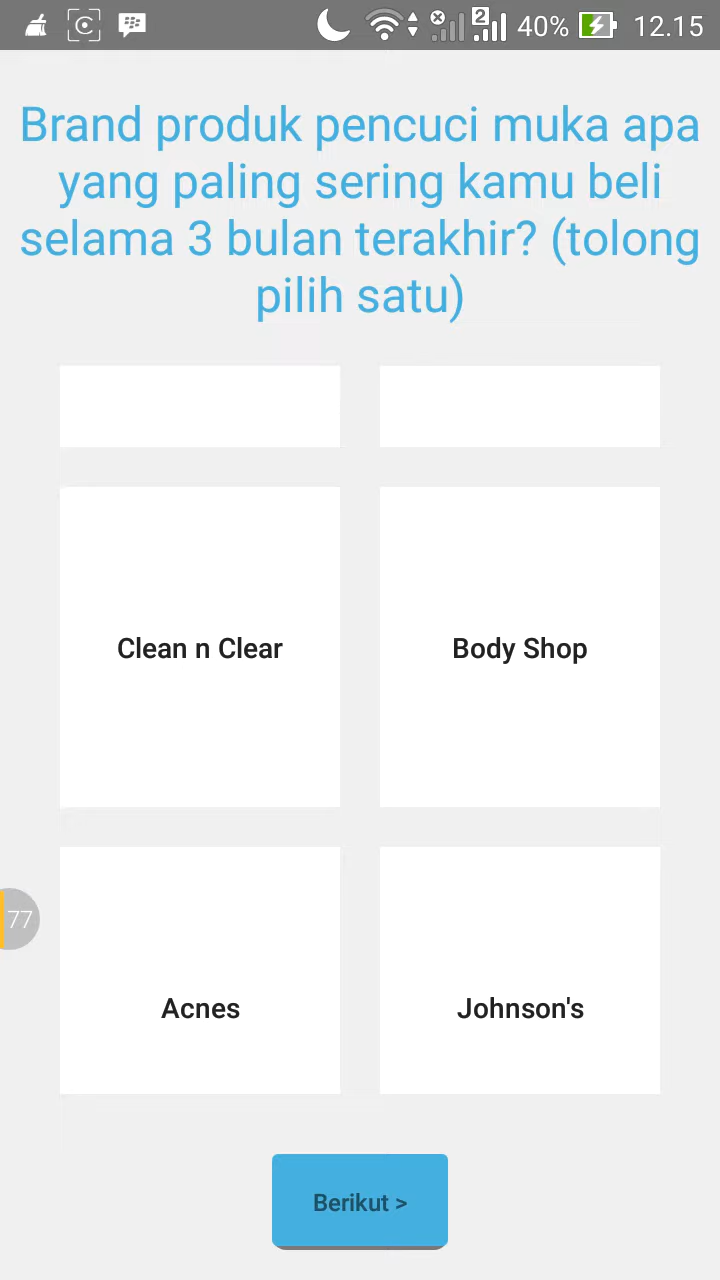 2 40% 12.15
Brand produk pencuci muka apa
yang paling sering kamu beli
selama 3 bulan terakhir? (tolong
pilih satu)
Clean n Clear
Body Shop
77
Acnes
Johnson's
Berikut >